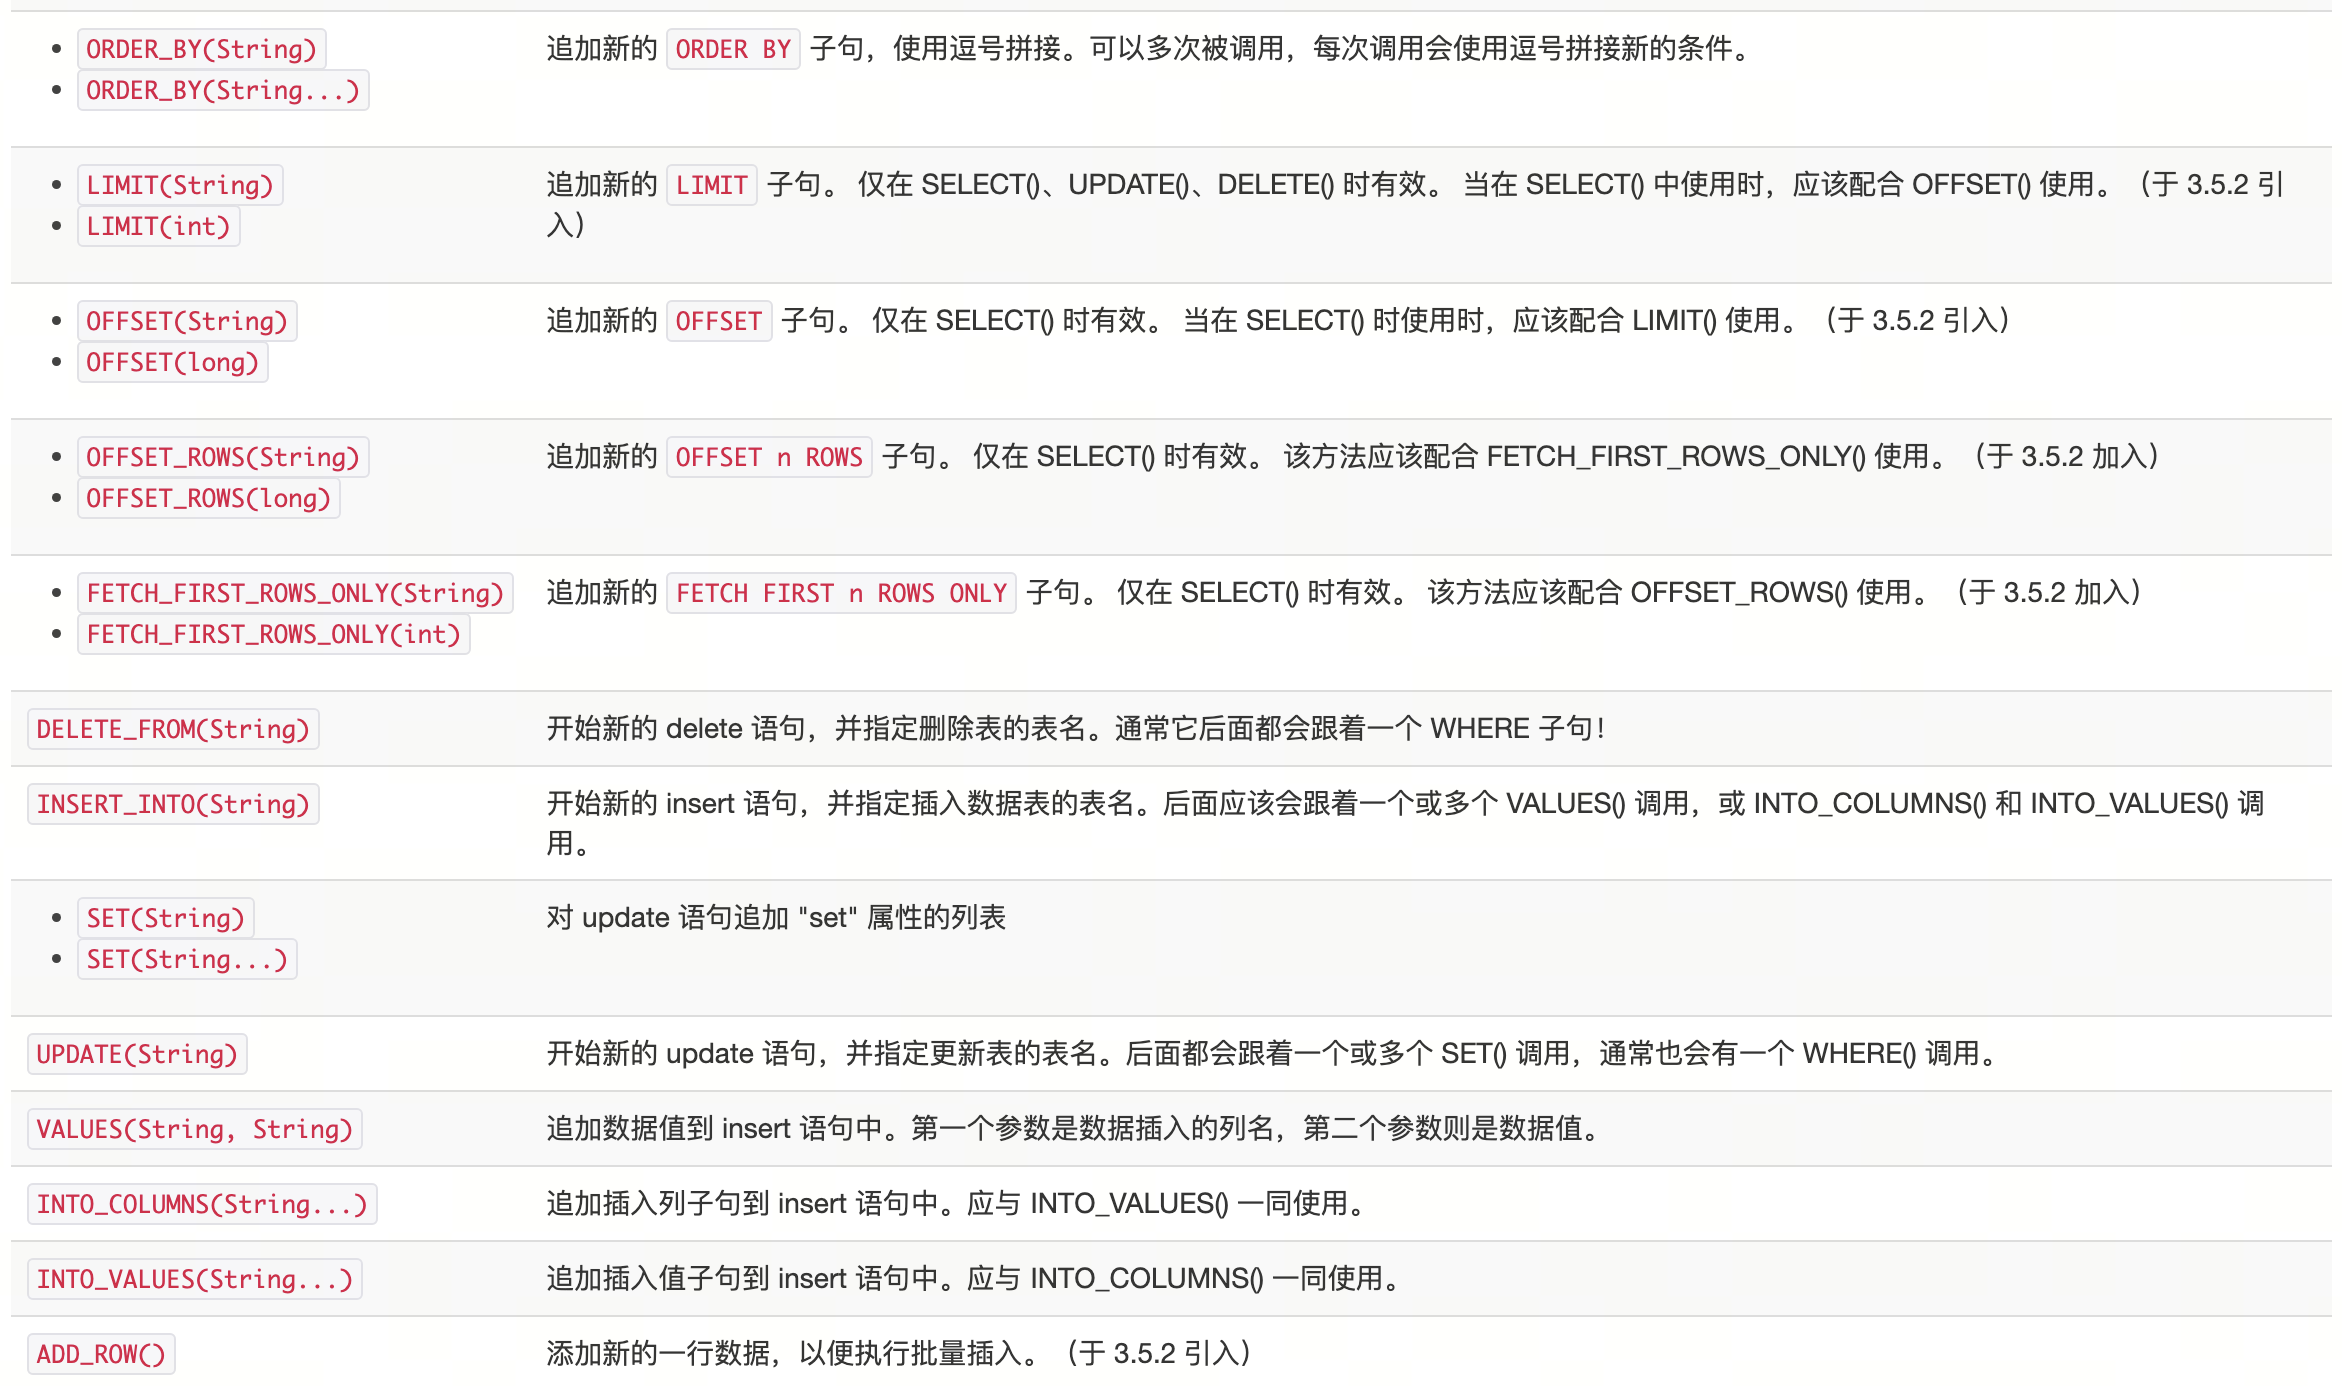 ORDER_BY(String)
ORDER_BY(String...)
追加新的 ORDER BY 子句，使用逗号拼接。可以多次被调用，每次调用会使用逗号拼接新的条件。
LIMIT(String)
LIMIT(int)
追加新的 LIMIT 子句。 仅在 SELECT()、UPDATE()、DELETE() 时有效。 当在 SELECT() 中使用时，应该配合 OFFSET() 使用。（于 3.5.2 引
入）
OFFSET(String)
OFFSET(long)
追加新的 OFFSET 子句。 仅在 SELECT() 时有效。 当在 SELECT() 时使用时，应该配合 LIMIT() 使用。（于 3.5.2 引入）
OFFSET_ROWS(String)
OFFSET_ROWS(long)
追加新的 OFFSET n ROWS 子句。 仅在 SELECT() 时有效。 该方法应该配合 FETCH_FIRST_ROWS_ONLY() 使用。（于 3.5.2 加入）
FETCH_FIRST_ROWS_ONLY(String)
FETCH_FIRST_ROWS_ONLY(int)
追加新的 FETCH FIRST n ROWS ONLY 子句。 仅在 SELECT() 时有效。 该方法应该配合 OFFSET_ROWS() 使用。（于 3.5.2 加入）
DELETE_FROM(String)
开始新的 delete 语句，并指定删除表的表名。通常它后面都会跟着一个 WHERE 子句！
INSERT_INTO(String)
开始新的 insert 语句，并指定插入数据表的表名。后面应该会跟着一个或多个 VALUES() 调用，或 INTO_COLUMNS() 和 INTO_VALUES() 调
用。
SET(String)
SET(String...)
对 update 语句追加 "set" 属性的列表
UPDATE(String)
开始新的 update 语句，并指定更新表的表名。后面都会跟着一个或多个 SET() 调用，通常也会有一个 WHERE() 调用。
VALUES(String, String)
追加数据值到 insert 语句中。第一个参数是数据插入的列名，第二个参数则是数据值。
INTO_COLUMNS(String...)
追加插入列子句到 insert 语句中。应与 INTO_VALUES() 一同使用。
INTO_VALUES(String...)
追加插入值子句到 insert 语句中。应与 INTO_COLUMNS() 一同使用。
ADD_ROW()
添加新的一行数据，以便执行批量插入。（于 3.5.2 引入）